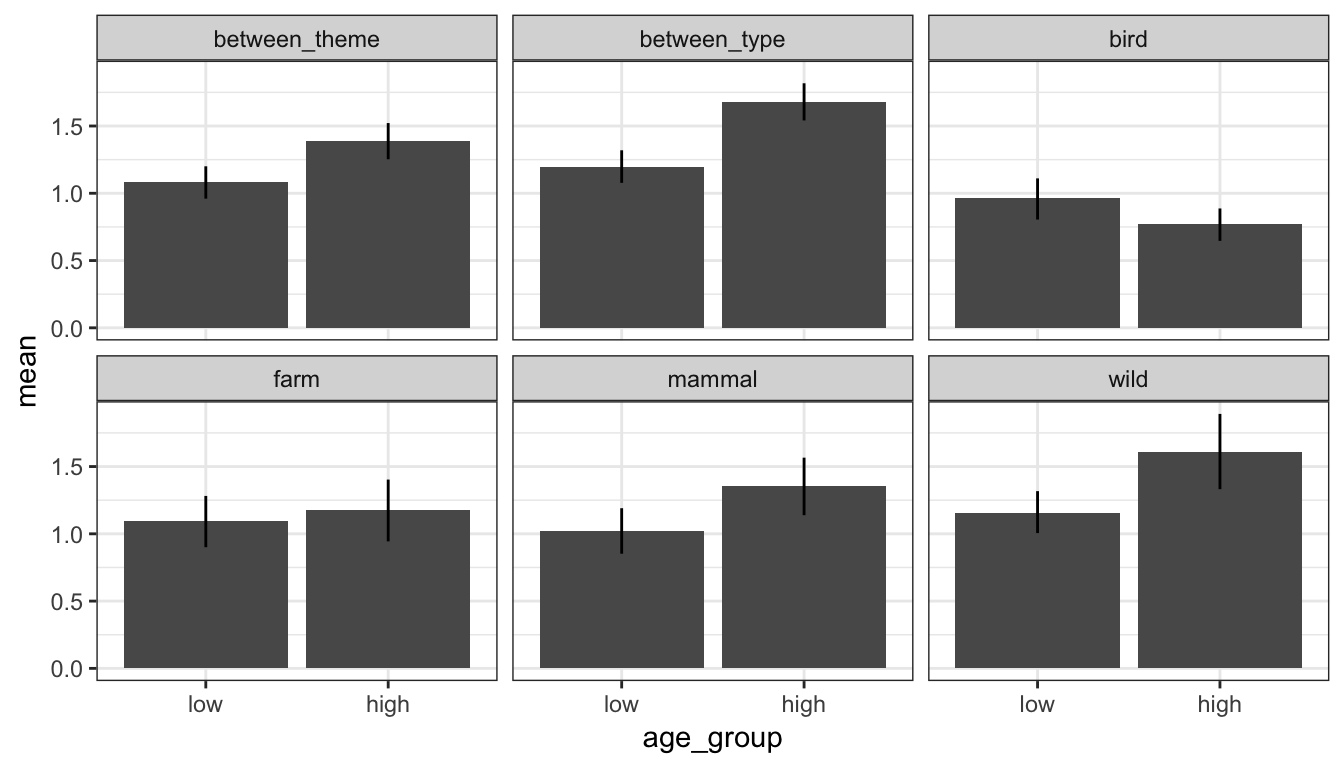 between_theme
between_type
bird
1.5
1.0
0.5
0.0
mean
farm
mammal
wild
1.5
1.0
0.5
0.0
low
high
low
high
low
high
age_group